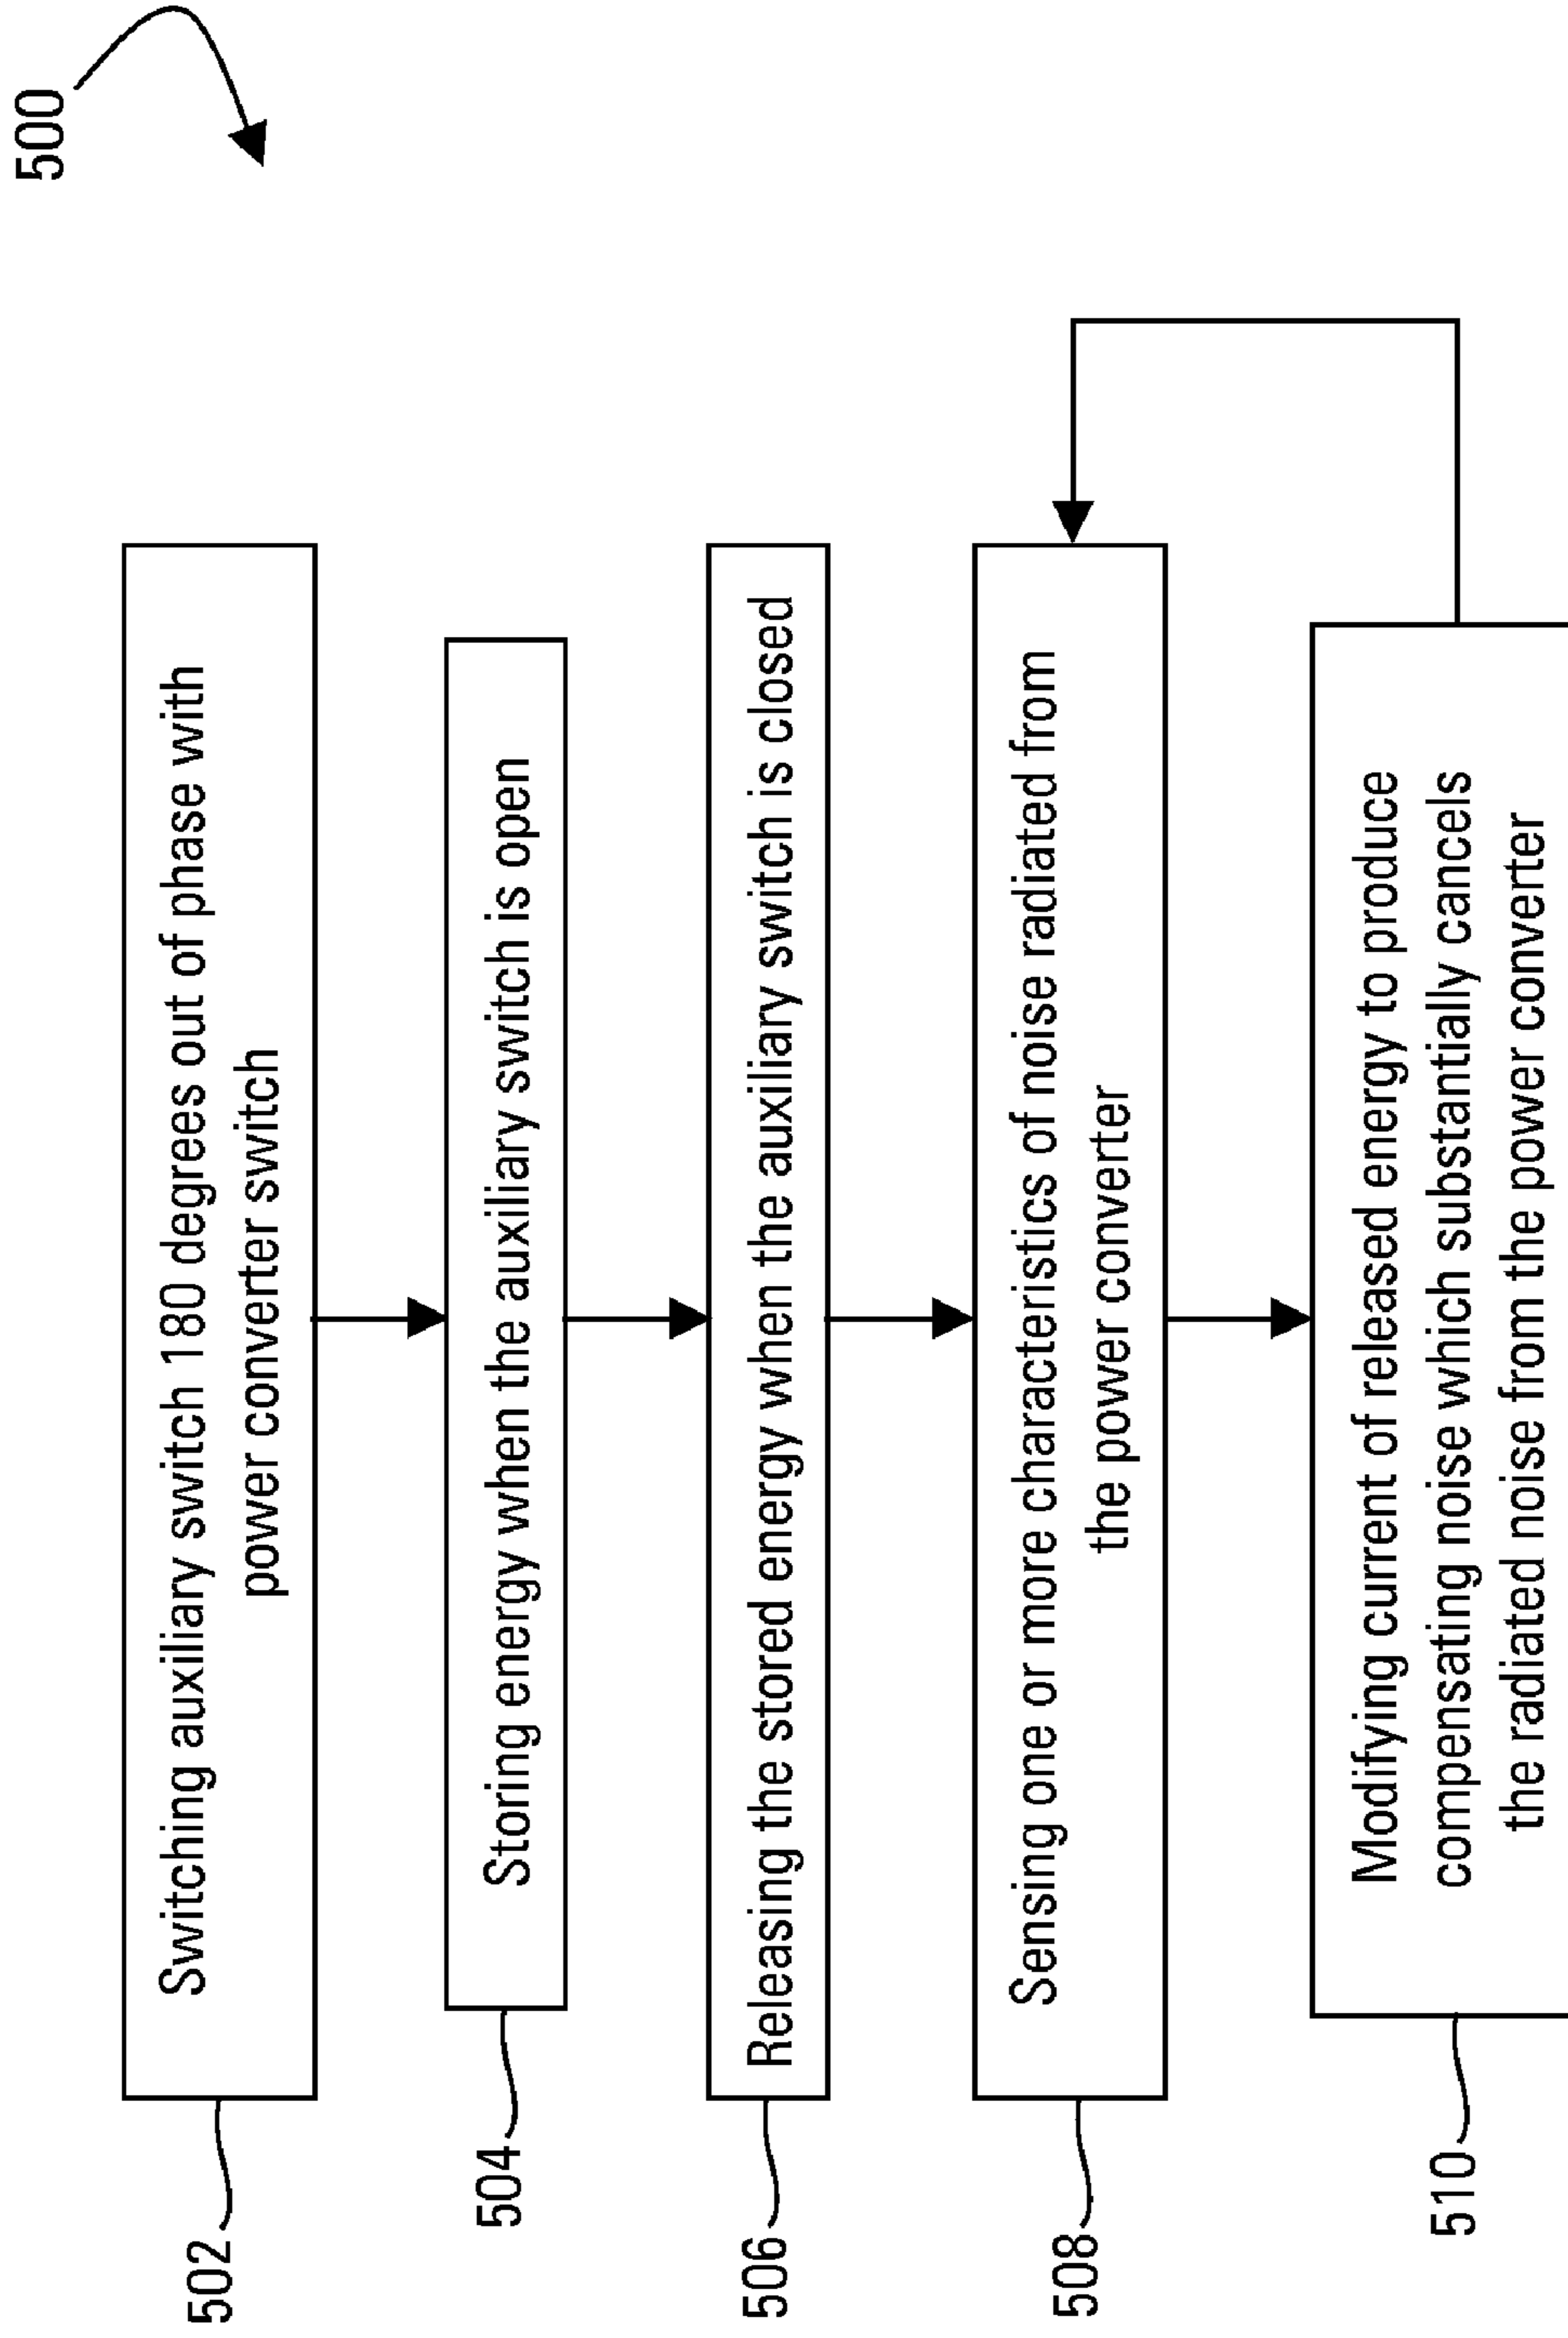 500
502
Switching auxiliary switch 180 degrees out of phase with
power converter switch
504
Storing energy when the auxiliary switch is open
506
Releasing the stored energy when the auxiliary switch is closed
508
Sensing one or more characteristics of noise radiated from
the power converter
510
Modifying current of released energy to produce
compensating noise which substantially cancels
the radiated noise from the power converter